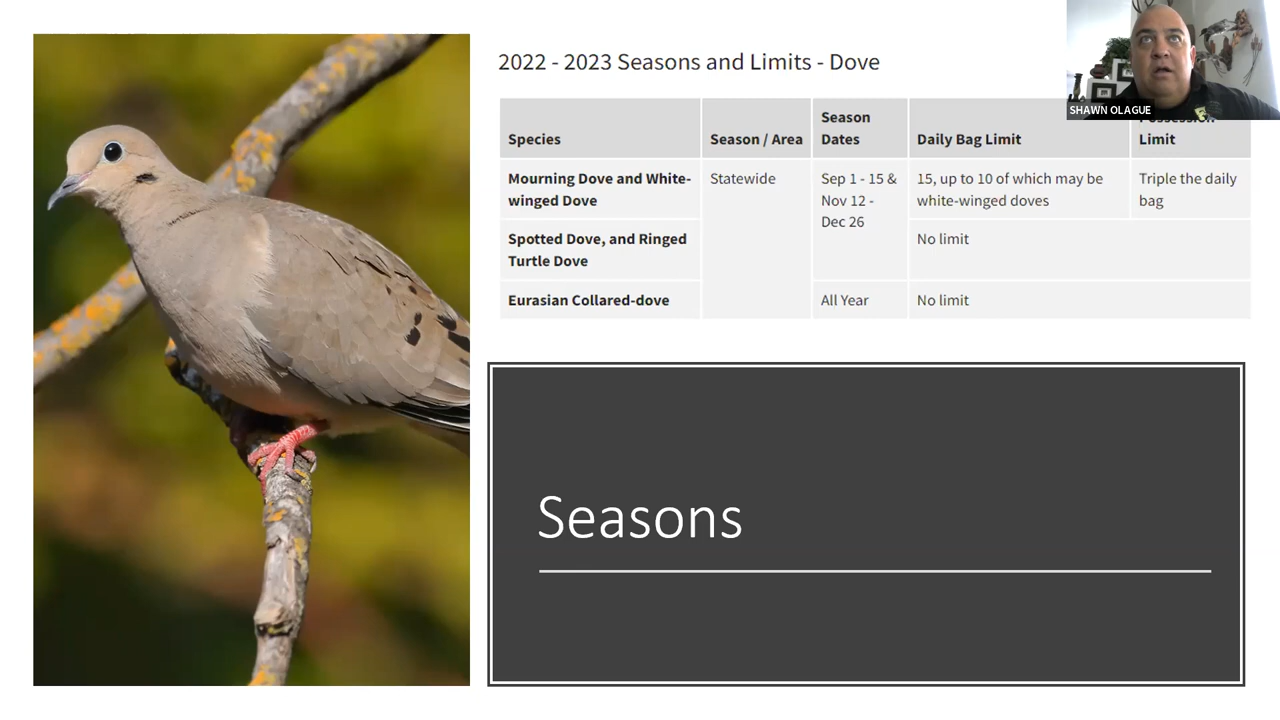 2022 - 2023 Seasons and Limits - Dove
SHAWN OLAGUE
Species
Season / Area
Season
Dates
Daily Bag Limit
Possession
Limit
Mourning Dove and White-
winged Dove
Statewide
Sep 1 - 15 &
Nov 12 -
Dec 26
15, up to 10 of which may be
white-winged doves
Triple the daily
bag
Spotted Dove, and Ringed
Turtle Dove
No limit
Eurasian Collared-dove
All Year
No limit
Seasons